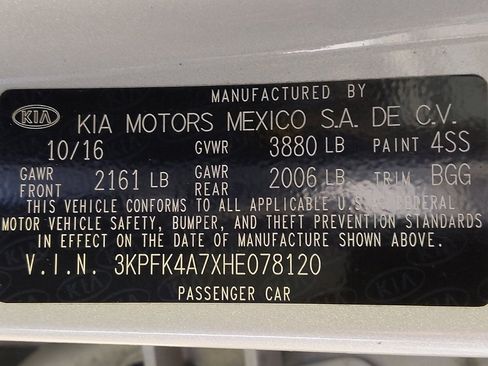 MANUFACTURED BY
KIA KIA MOTORS MEXICO S.A. DE C.V.
10/16 GVWR 3880 LB PAINT 4SS
GAWR FRONT 2161 LB GAWR REAR 2006 LB TRIM BGG
THIS VEHICLE CONFORMS TO ALL APPLICABLE U.S. FEDERAL
MOTOR VEHICLE SAFETY, BUMPER, AND THEFT PREVENTION STANDARDS
IN EFFECT ON THE DATE OF MANUFACTURE SHOWN ABOVE.
V.I.N. 3KPFK4A7XHE078120
PASSENGER CAR